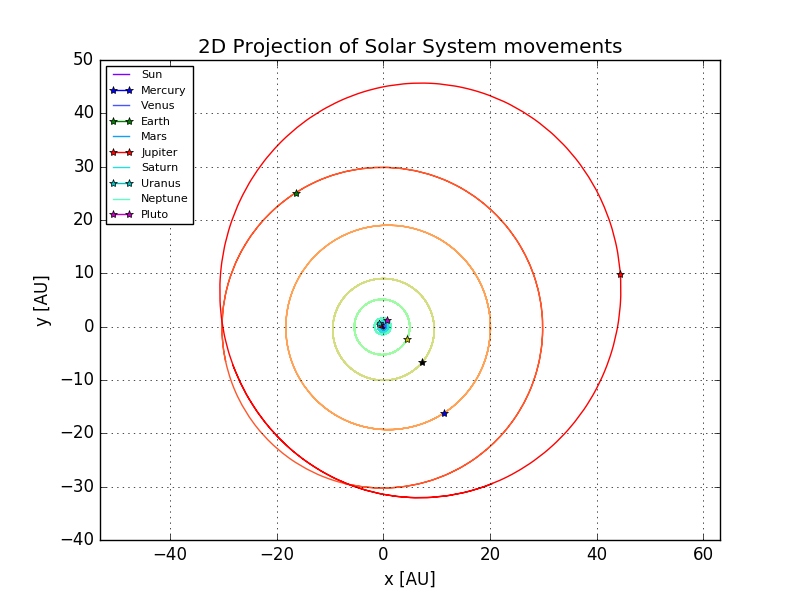 2D Projection of Solar System movements
50
40
30
20
10
0
−10
−20
−30
−40
y [AU]
Sun
Mercury
Venus
Earth
Mars
Jupiter
Saturn
Uranus
Neptune
Pluto
−40 −20 0 20 40 60
x [AU]